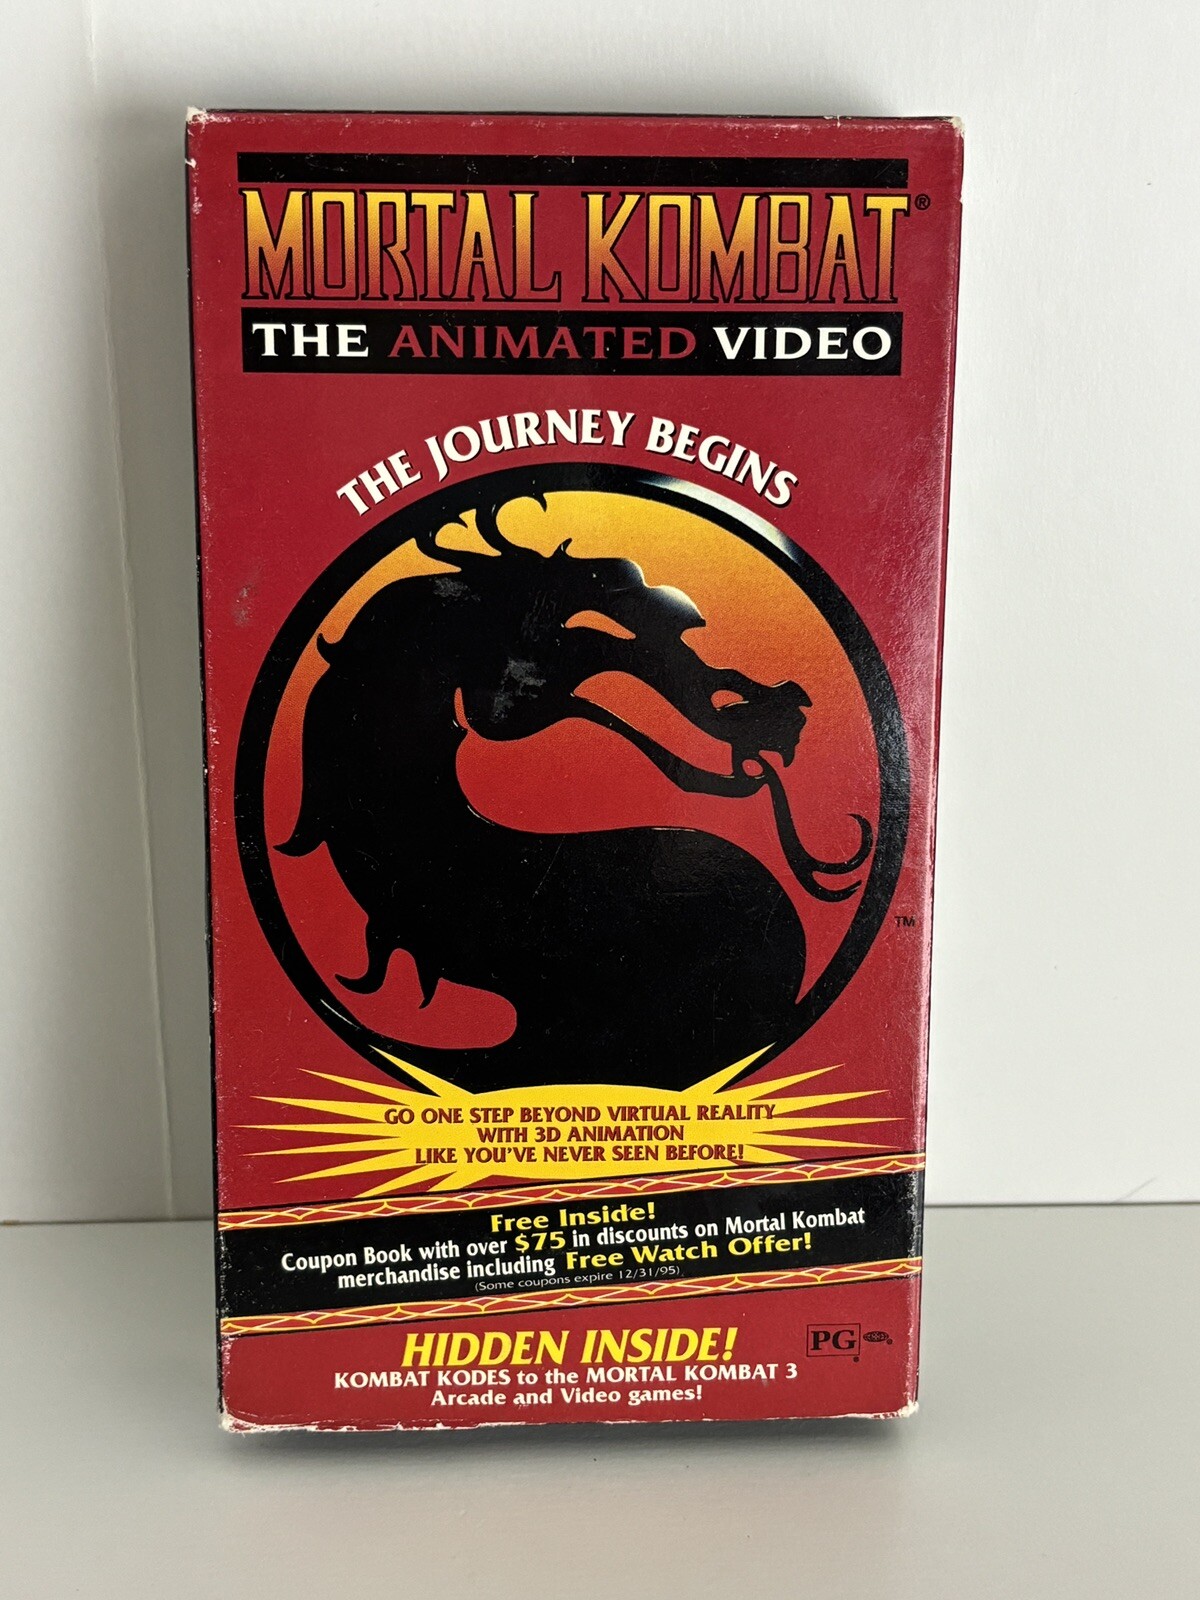 MORTAL KOMBAT®
THE ANIMATED VIDEO
THE JOURNEY BEGINS
TM
GO ONE STEP BEYOND VIRTUAL REALITY
WITH 3D ANIMATION
LIKE YOU'VE NEVER SEEN BEFORE!
Free Inside!
Coupon Book with over $75 in discounts on Mortal Kombat
merchandise including Free Watch Offer!
(Some coupons expire 12/31/95)
HIDDEN INSIDE!
PG®
KOMBAT KODES to the MORTAL KOMBAT 3
Arcade and Video games!